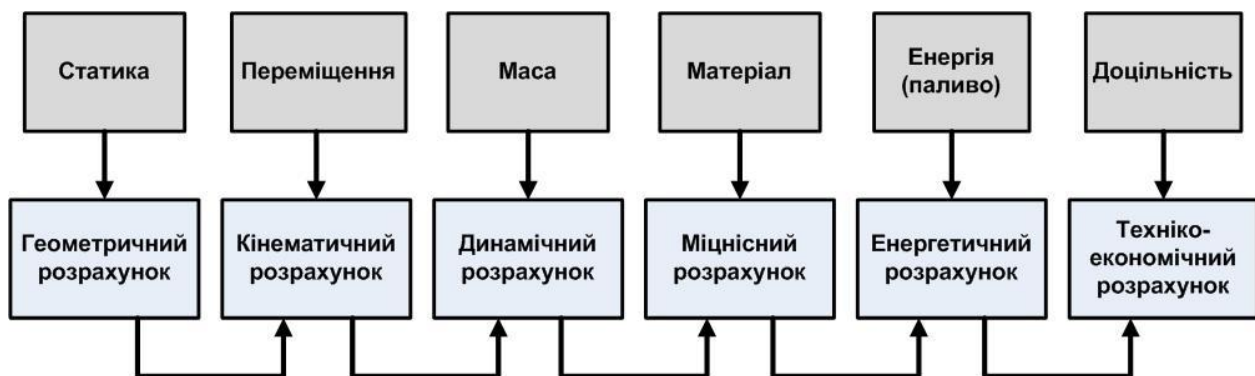 Статика
Переміщення
Маса
Матеріал
Енергія
(паливо)
Доцільність
Геометричний
розрахунок
Кінематичний
розрахунок
Динамічний
розрахунок
Міцнісний
розрахунок
Енергетичний
розрахунок
Техніко-
економічний
розрахунок